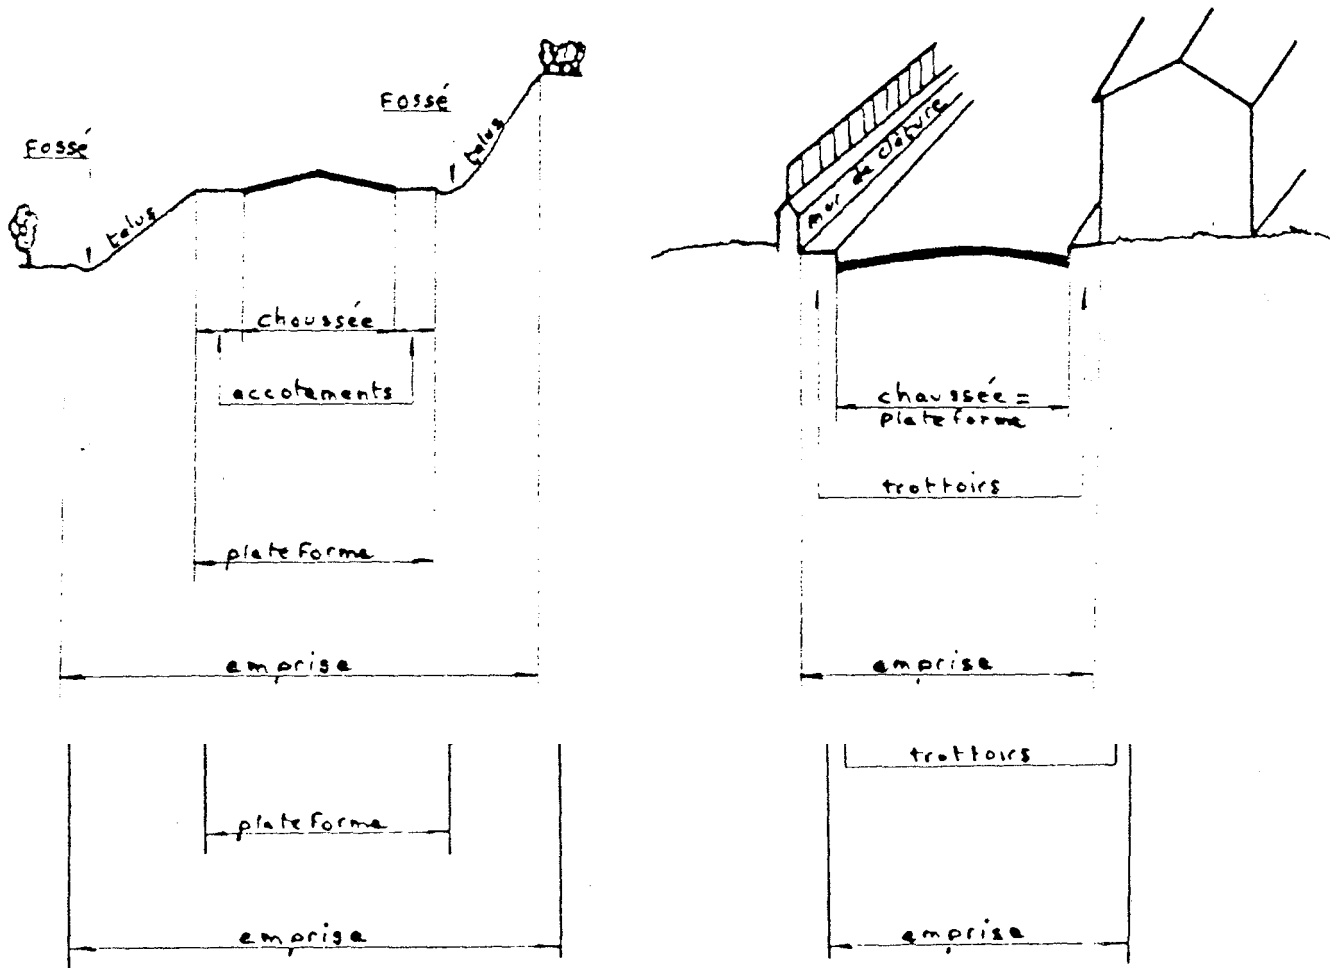 Fossé
talus
Fossé
talus
chaussée
accotements
plateforme
emprise
plateforme
emprise
mur de clôture
chaussée =
plateforme
trottoirs
emprise
trottoirs
emprise